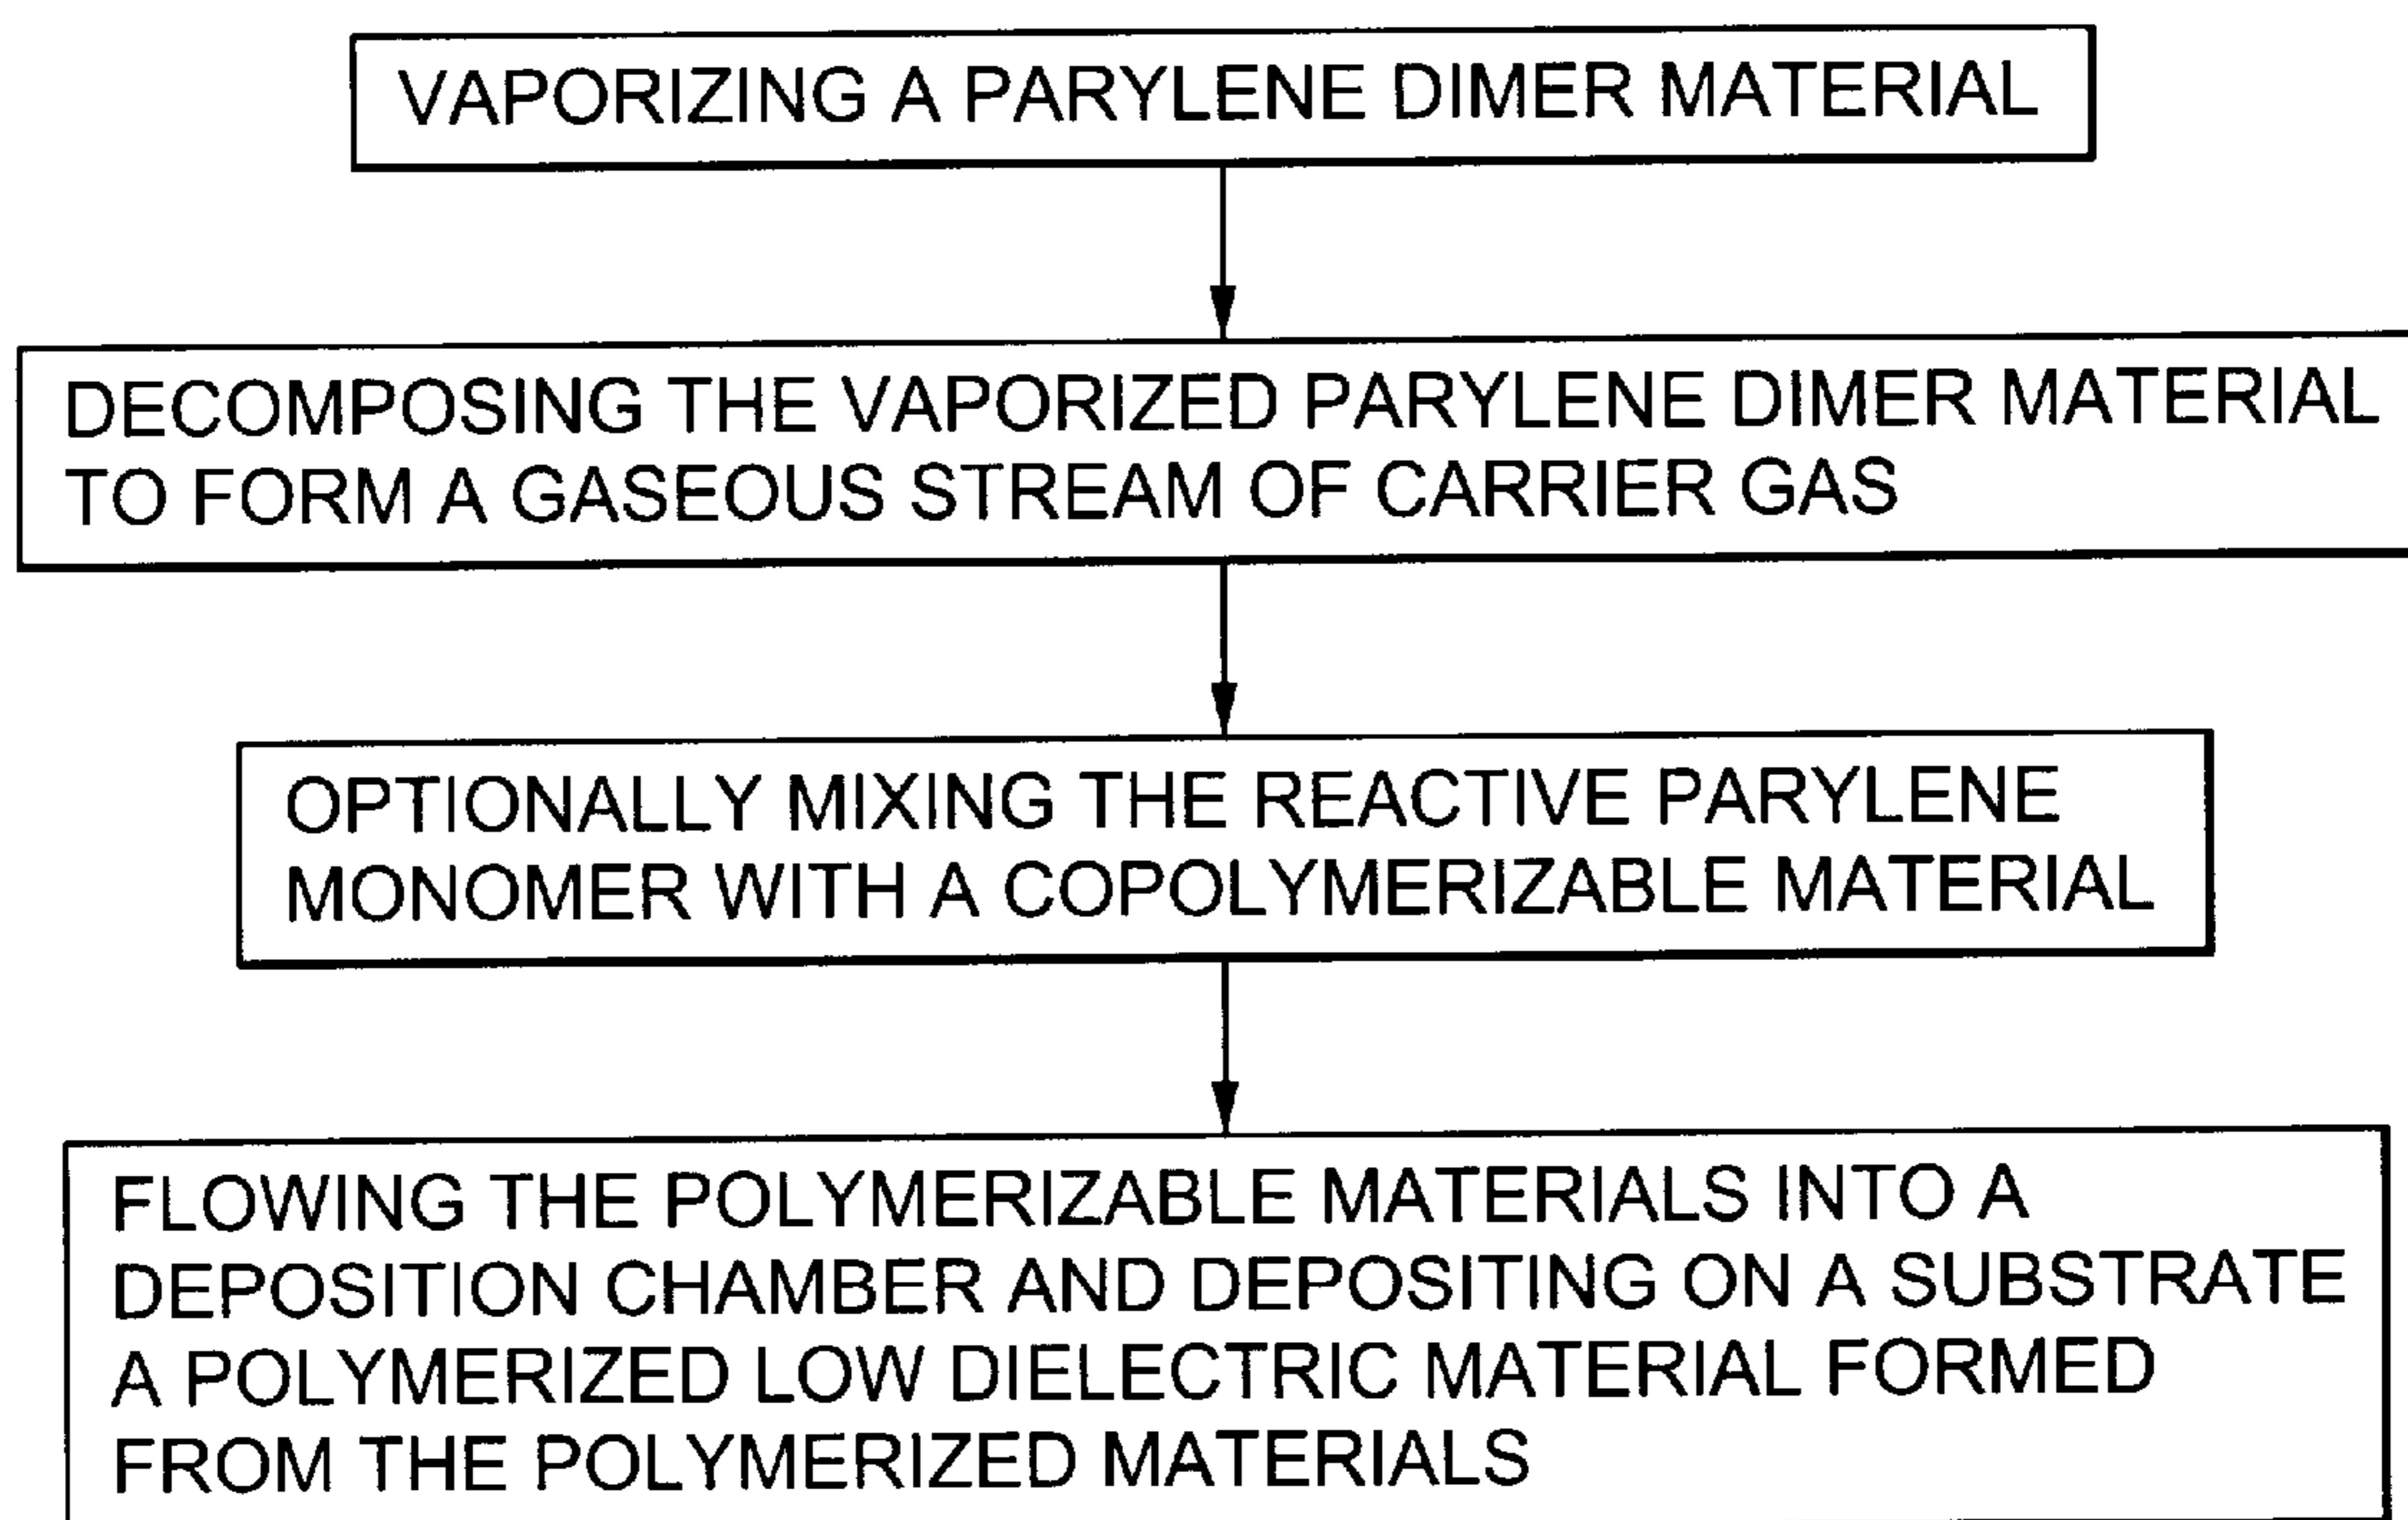 VAPORIZING A PARYLENE DIMER MATERIAL
DECOMPOSING THE VAPORIZED PARYLENE DIMER MATERIAL
TO FORM A GASEOUS STREAM OF CARRIER GAS
OPTIONALLY MIXING THE REACTIVE PARYLENE
MONOMER WITH A COPOLYMERIZABLE MATERIAL
FLOWING THE POLYMERIZABLE MATERIALS INTO A
DEPOSITION CHAMBER AND DEPOSITING ON A SUBSTRATE
A POLYMERIZED LOW DIELECTRIC MATERIAL FORMED
FROM THE POLYMERIZED MATERIALS